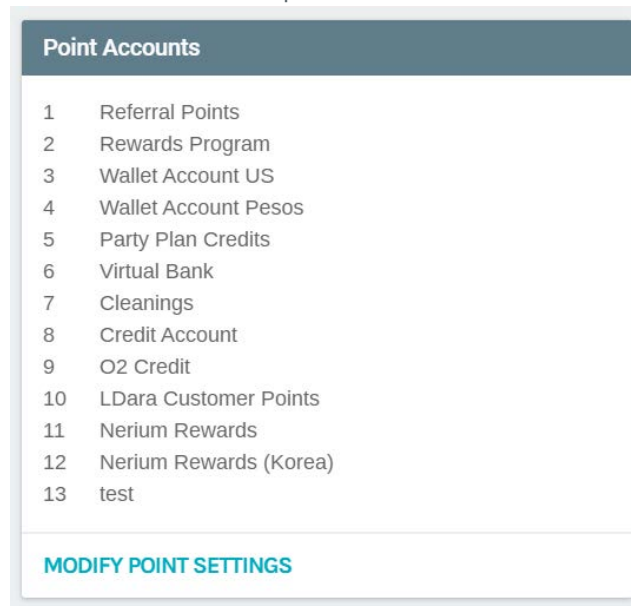 Point Accounts
1 Referral Points
2 Rewards Program
3 Wallet Account US
4 Wallet Account Pesos
5 Party Plan Credits
6 Virtual Bank
7 Cleanings
8 Credit Account
9 O2 Credit
10 LDara Customer Points
11 Nerium Rewards
12 Nerium Rewards (Korea)
13 test
MODIFY POINT SETTINGS